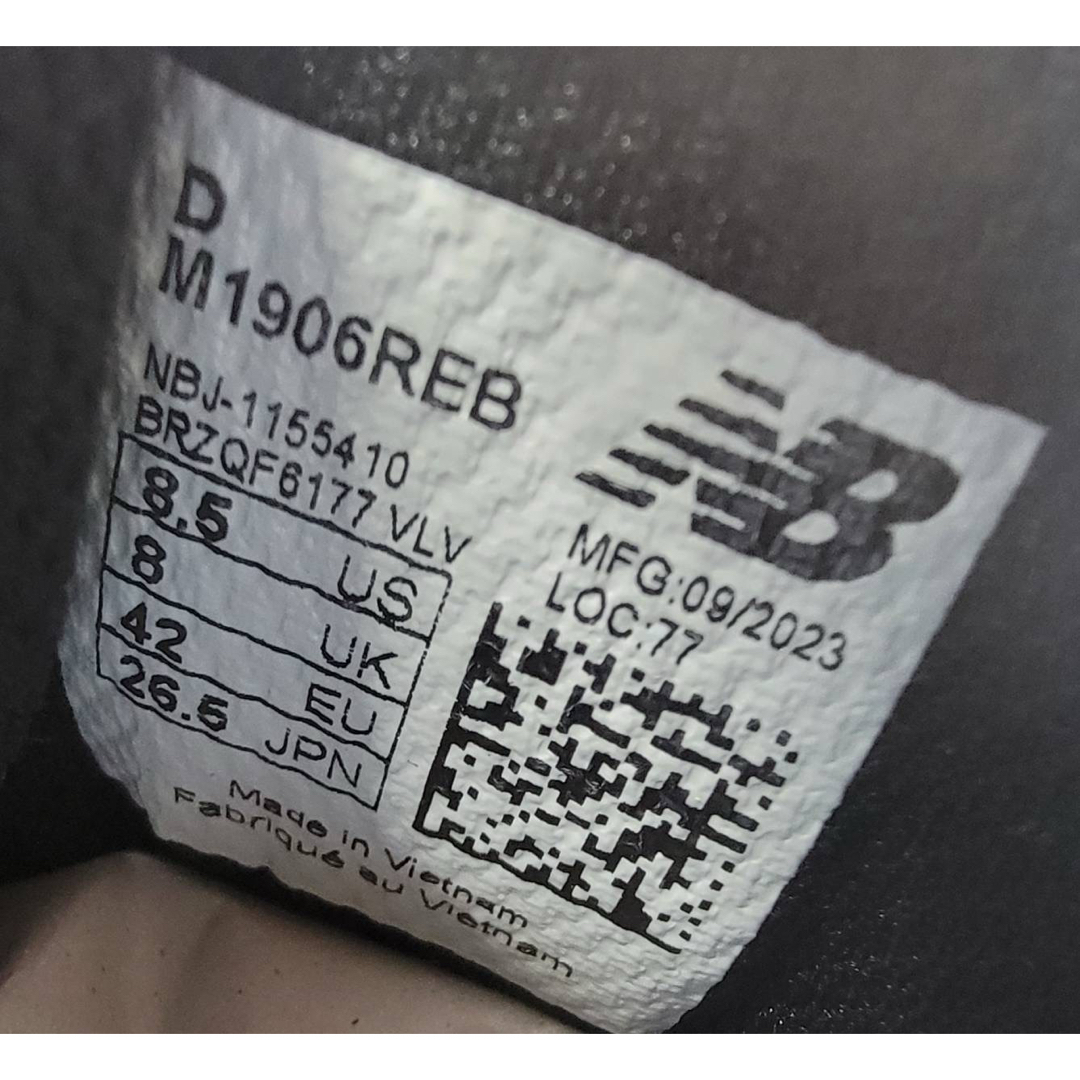 D
M1906REB
NBJ-1155410
BRZQF6177 VLV
8.5 US
8 UK
42 EU
26.5 JPN
Made in Vietnam
Fabriqué au Vietnam
NB
MFG:09/2023
LOC:77